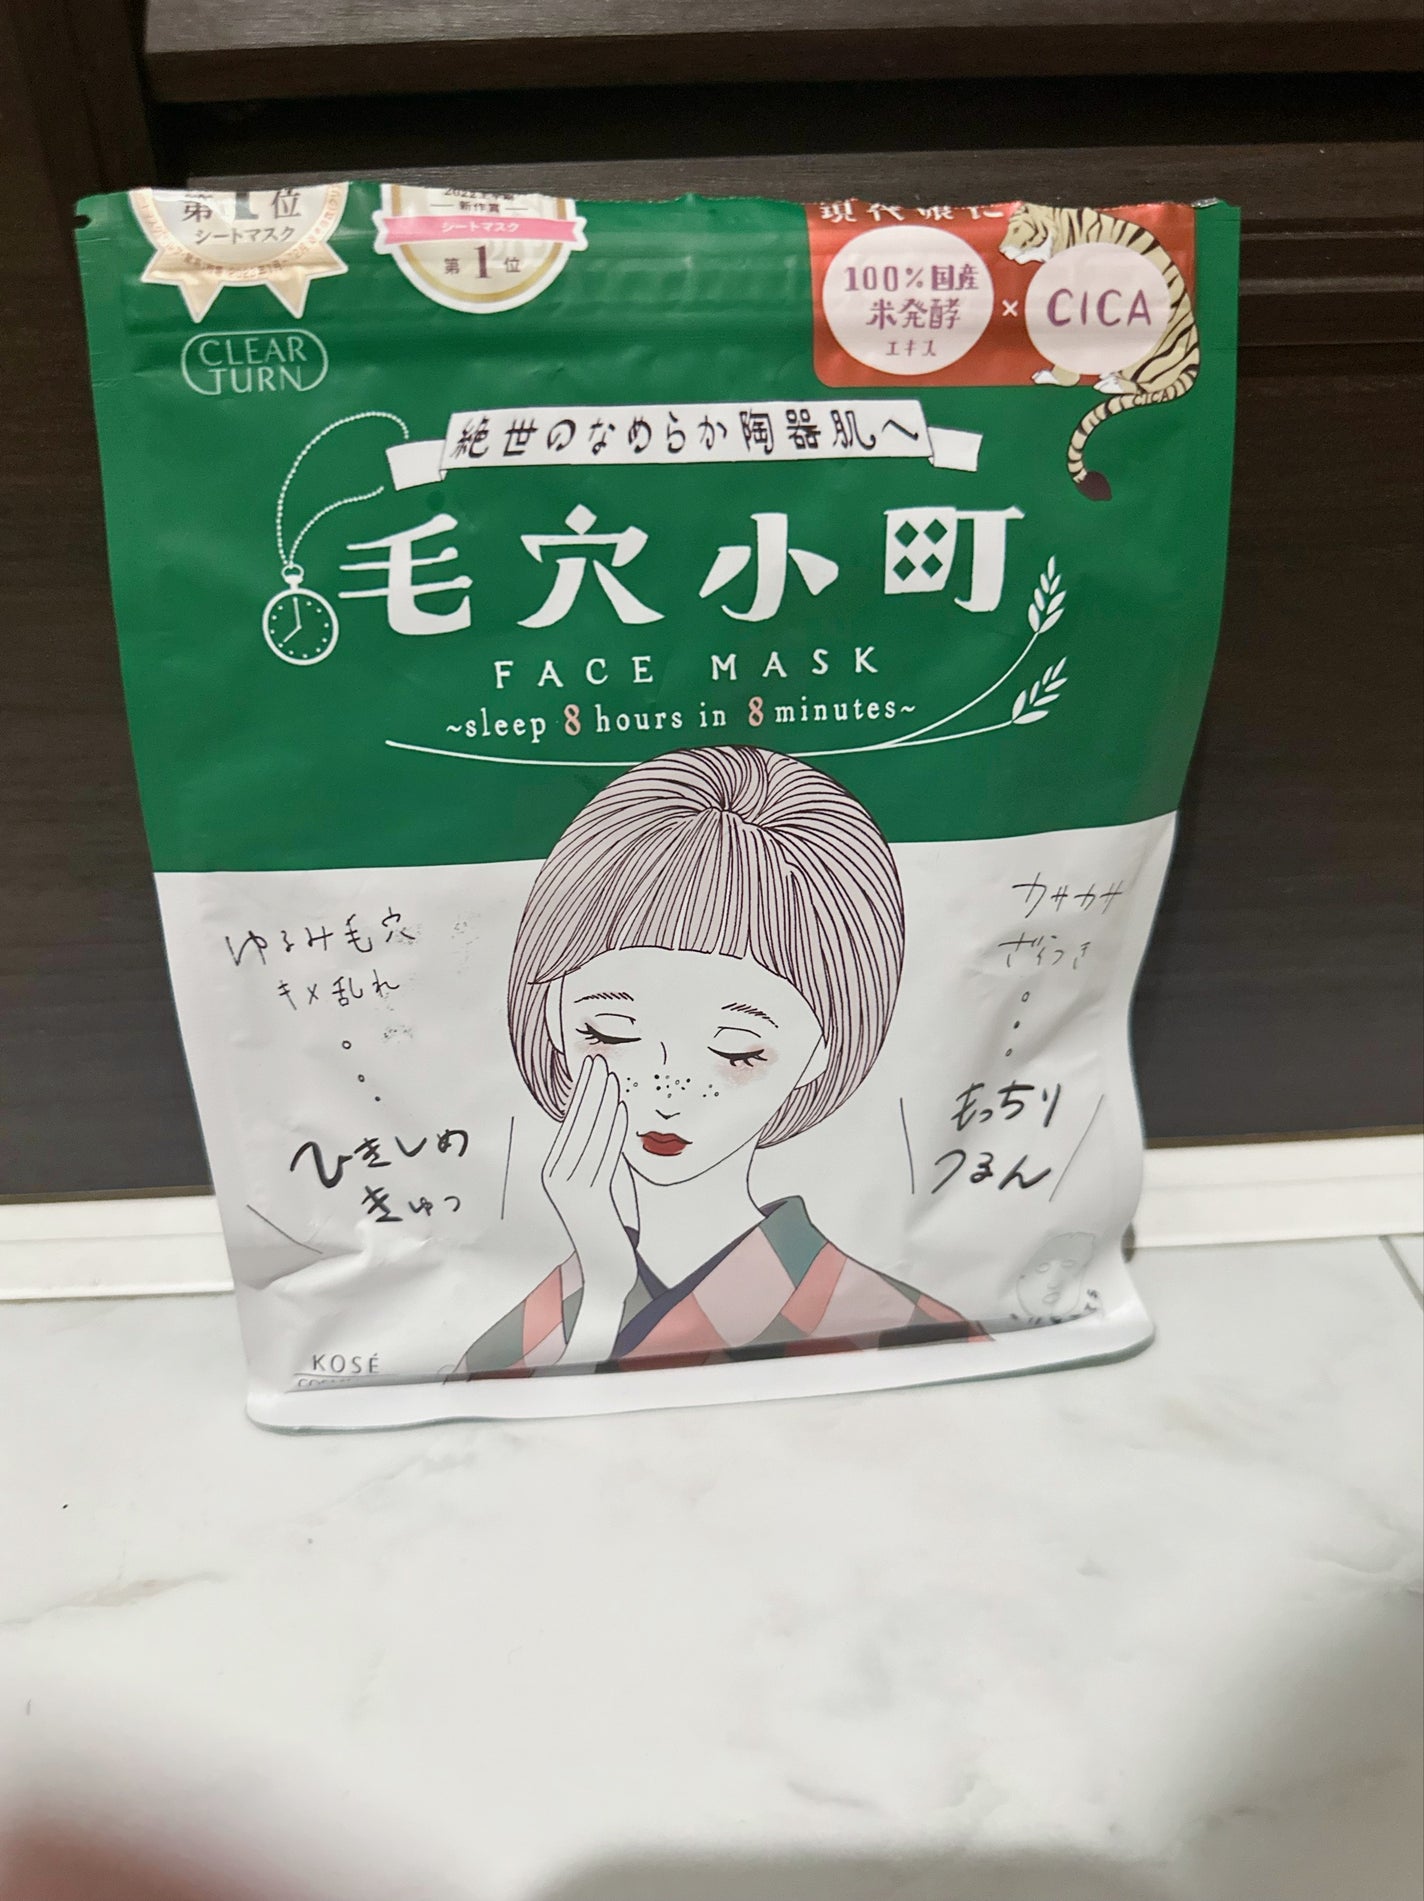 第1位
シートマスク
新作賞
シートマスク
第1位
100%国産
米発酵
エキス
×
CICA
CICA
CLEAR
TURN
絶世のなめらか陶器肌へ
毛穴小町
FACE MASK
~sleep 8 hours in 8 minutes~
ゆるみ毛穴
キメ乱れ
ひきしめ
きゅっ
カサカサ
ざらつき
もっちり
つるん
KOSÉ